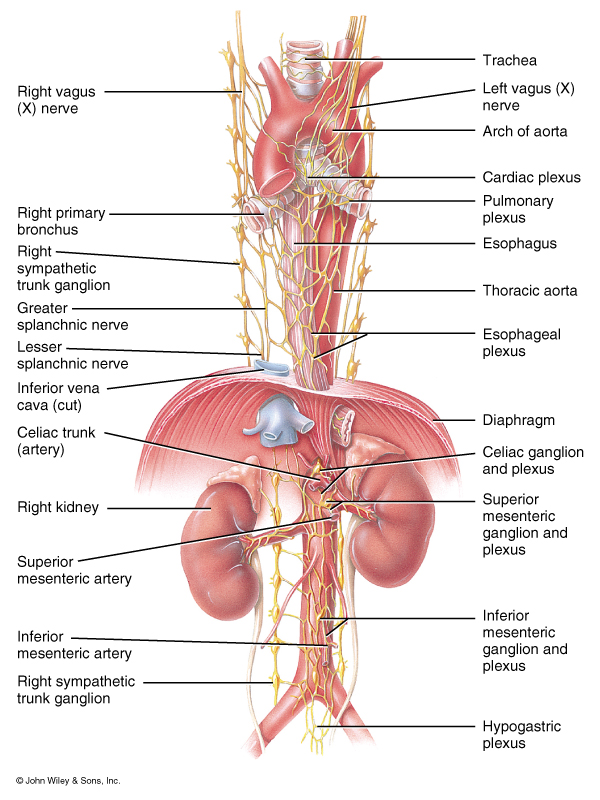 Right vagus
(X) nerve
Right primary
bronchus
Right
sympathetic
trunk ganglion
Greater
splanchnic nerve
Lesser
splanchnic nerve
Inferior vena
cava (cut)
Celiac trunk
(artery)
Right kidney
Superior
mesenteric artery
Inferior
mesenteric artery
Right sympathetic
trunk ganglion
Trachea
Left vagus (X)
nerve
Arch of aorta
Cardiac plexus
Pulmonary
plexus
Esophagus
Thoracic aorta
Esophageal
plexus
Diaphragm
Celiac ganglion
and plexus
Superior
mesenteric
ganglion and
plexus
Inferior
mesenteric
ganglion and
plexus
Hypogastric
plexus
© John Wiley & Sons, Inc.